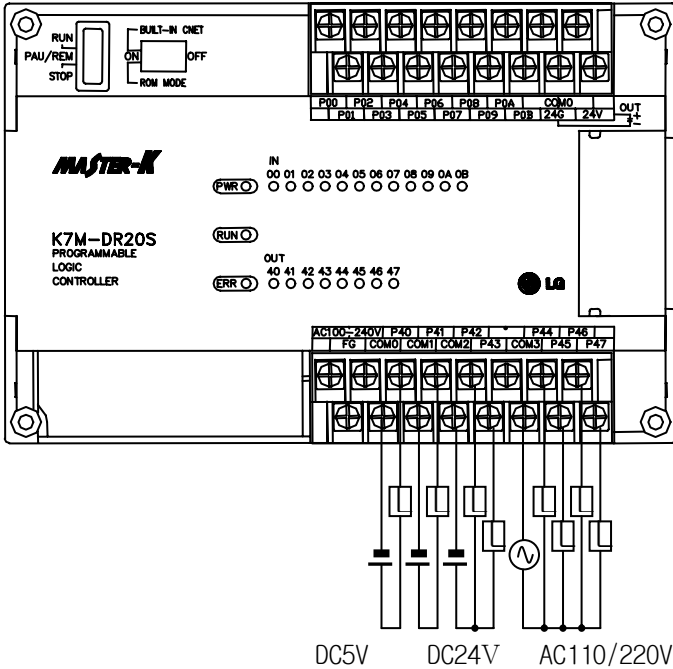 RUN
PAU/REM
STOP
BUILT-IN CNET
ON OFF
ROM MODE
P00 P02 P04 P06 P08 P0A COM0
P01 P03 P05 P07 P09 P0B 24G 24V
OUT
+
-
MASTER-K
IN
00 01 02 03 04 05 06 07 08 09 0A 0B
PWR
K7M-DR20S
PROGRAMMABLE
LOGIC
CONTROLLER
RUN
OUT
40 41 42 43 44 45 46 47
ERR
LG
AC100-240V P40 P41 P42 P44 P46
FG COM0 COM1 COM2 P43 COM3 P45 P47
DC5V DC24V AC110/220V